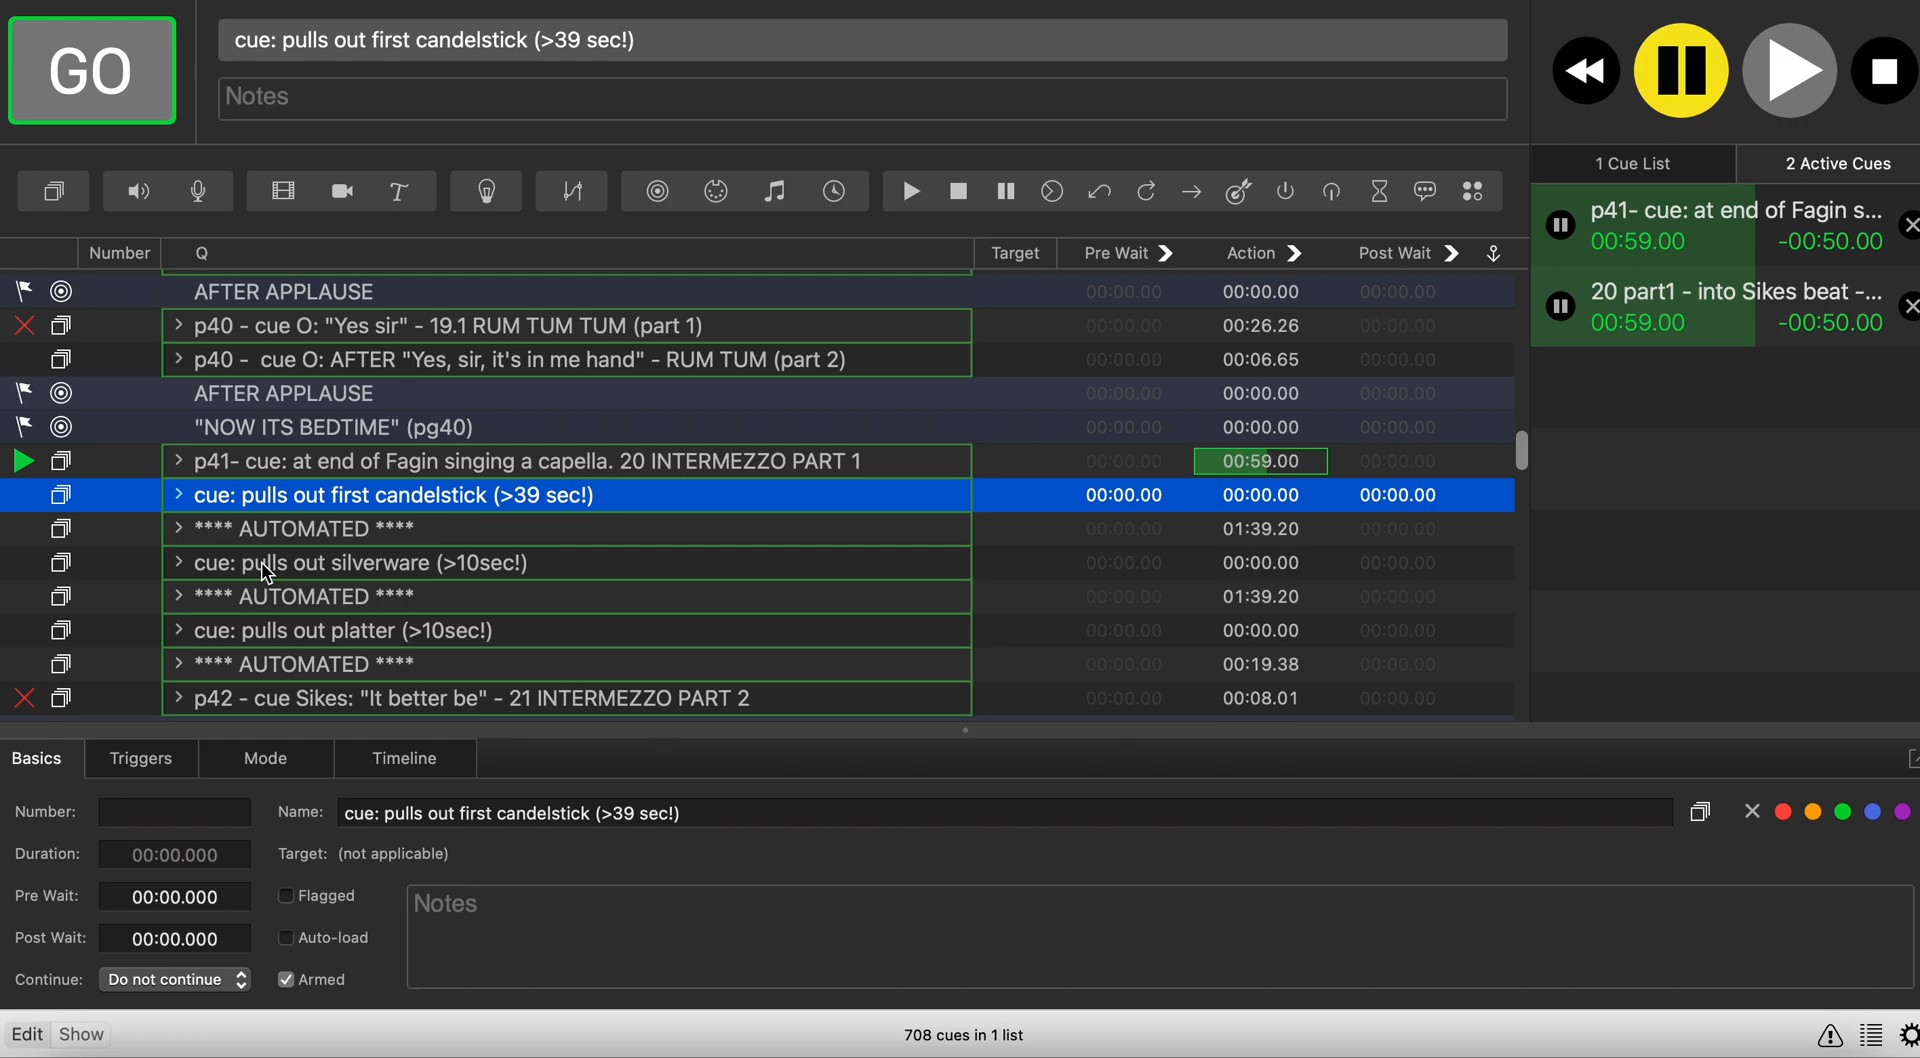 GO
cue: pulls out first candelstick (>39 sec!)
Notes
1 Cue List
2 Active Cues
p41- cue: at end of Fagin s...
00:59.00 -00:50.00
20 part1 - into Sikes beat -...
00:59.00 -00:50.00
Number Q Target Pre Wait Action Post Wait
AFTER APPLAUSE 00:00.00 00:00.00 00:00.00
p40 - cue O: "Yes sir" - 19.1 RUM TUM TUM (part 1) 00:00.00 00:26.26 00:00.00
p40 - cue O: AFTER "Yes, sir, it's in me hand" - RUM TUM (part 2) 00:00.00 00:06.65 00:00.00
AFTER APPLAUSE 00:00.00 00:00.00 00:00.00
"NOW ITS BEDTIME" (pg40) 00:00.00 00:00.00 00:00.00
p41- cue: at end of Fagin singing a capella. 20 INTERMEZZO PART 1 00:00.00 00:59.00 00:00.00
cue: pulls out first candelstick (>39 sec!) 00:00.00 00:00.00 00:00.00
**** AUTOMATED **** 00:00.00 01:39.20 00:00.00
cue: pulls out silverware (>10sec!) 00:00.00 00:00.00 00:00.00
**** AUTOMATED **** 00:00.00 01:39.20 00:00.00
cue: pulls out platter (>10sec!) 00:00.00 00:00.00 00:00.00
**** AUTOMATED **** 00:00.00 00:19.38 00:00.00
p42 - cue Sikes: "It better be" - 21 INTERMEZZO PART 2 00:00.00 00:08.01 00:00.00
Basics Triggers Mode Timeline
Number: Name: cue: pulls out first candelstick (>39 sec!)
Duration: 00:00.000 Target: (not applicable)
Pre Wait: 00:00.000 Flagged Notes
Post Wait: 00:00.000 Auto-load
Continue: Do not continue Armed
Edit Show 708 cues in 1 list